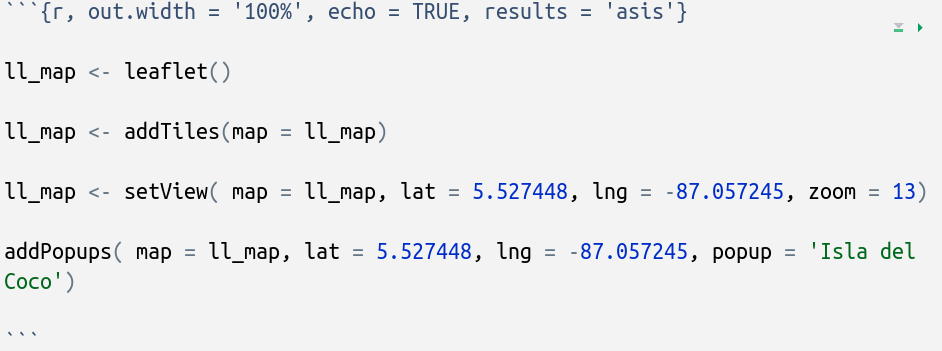 ```{r, out.width = '100%', echo = TRUE, results = 'asis'}
ll_map <- leaflet()
ll_map <- addTiles(map = ll_map)
ll_map <- setView( map = ll_map, lat = 5.527448, lng = -87.057245, zoom = 13)
addPopups( map = ll_map, lat = 5.527448, lng = -87.057245, popup = 'Isla del
Coco')
```